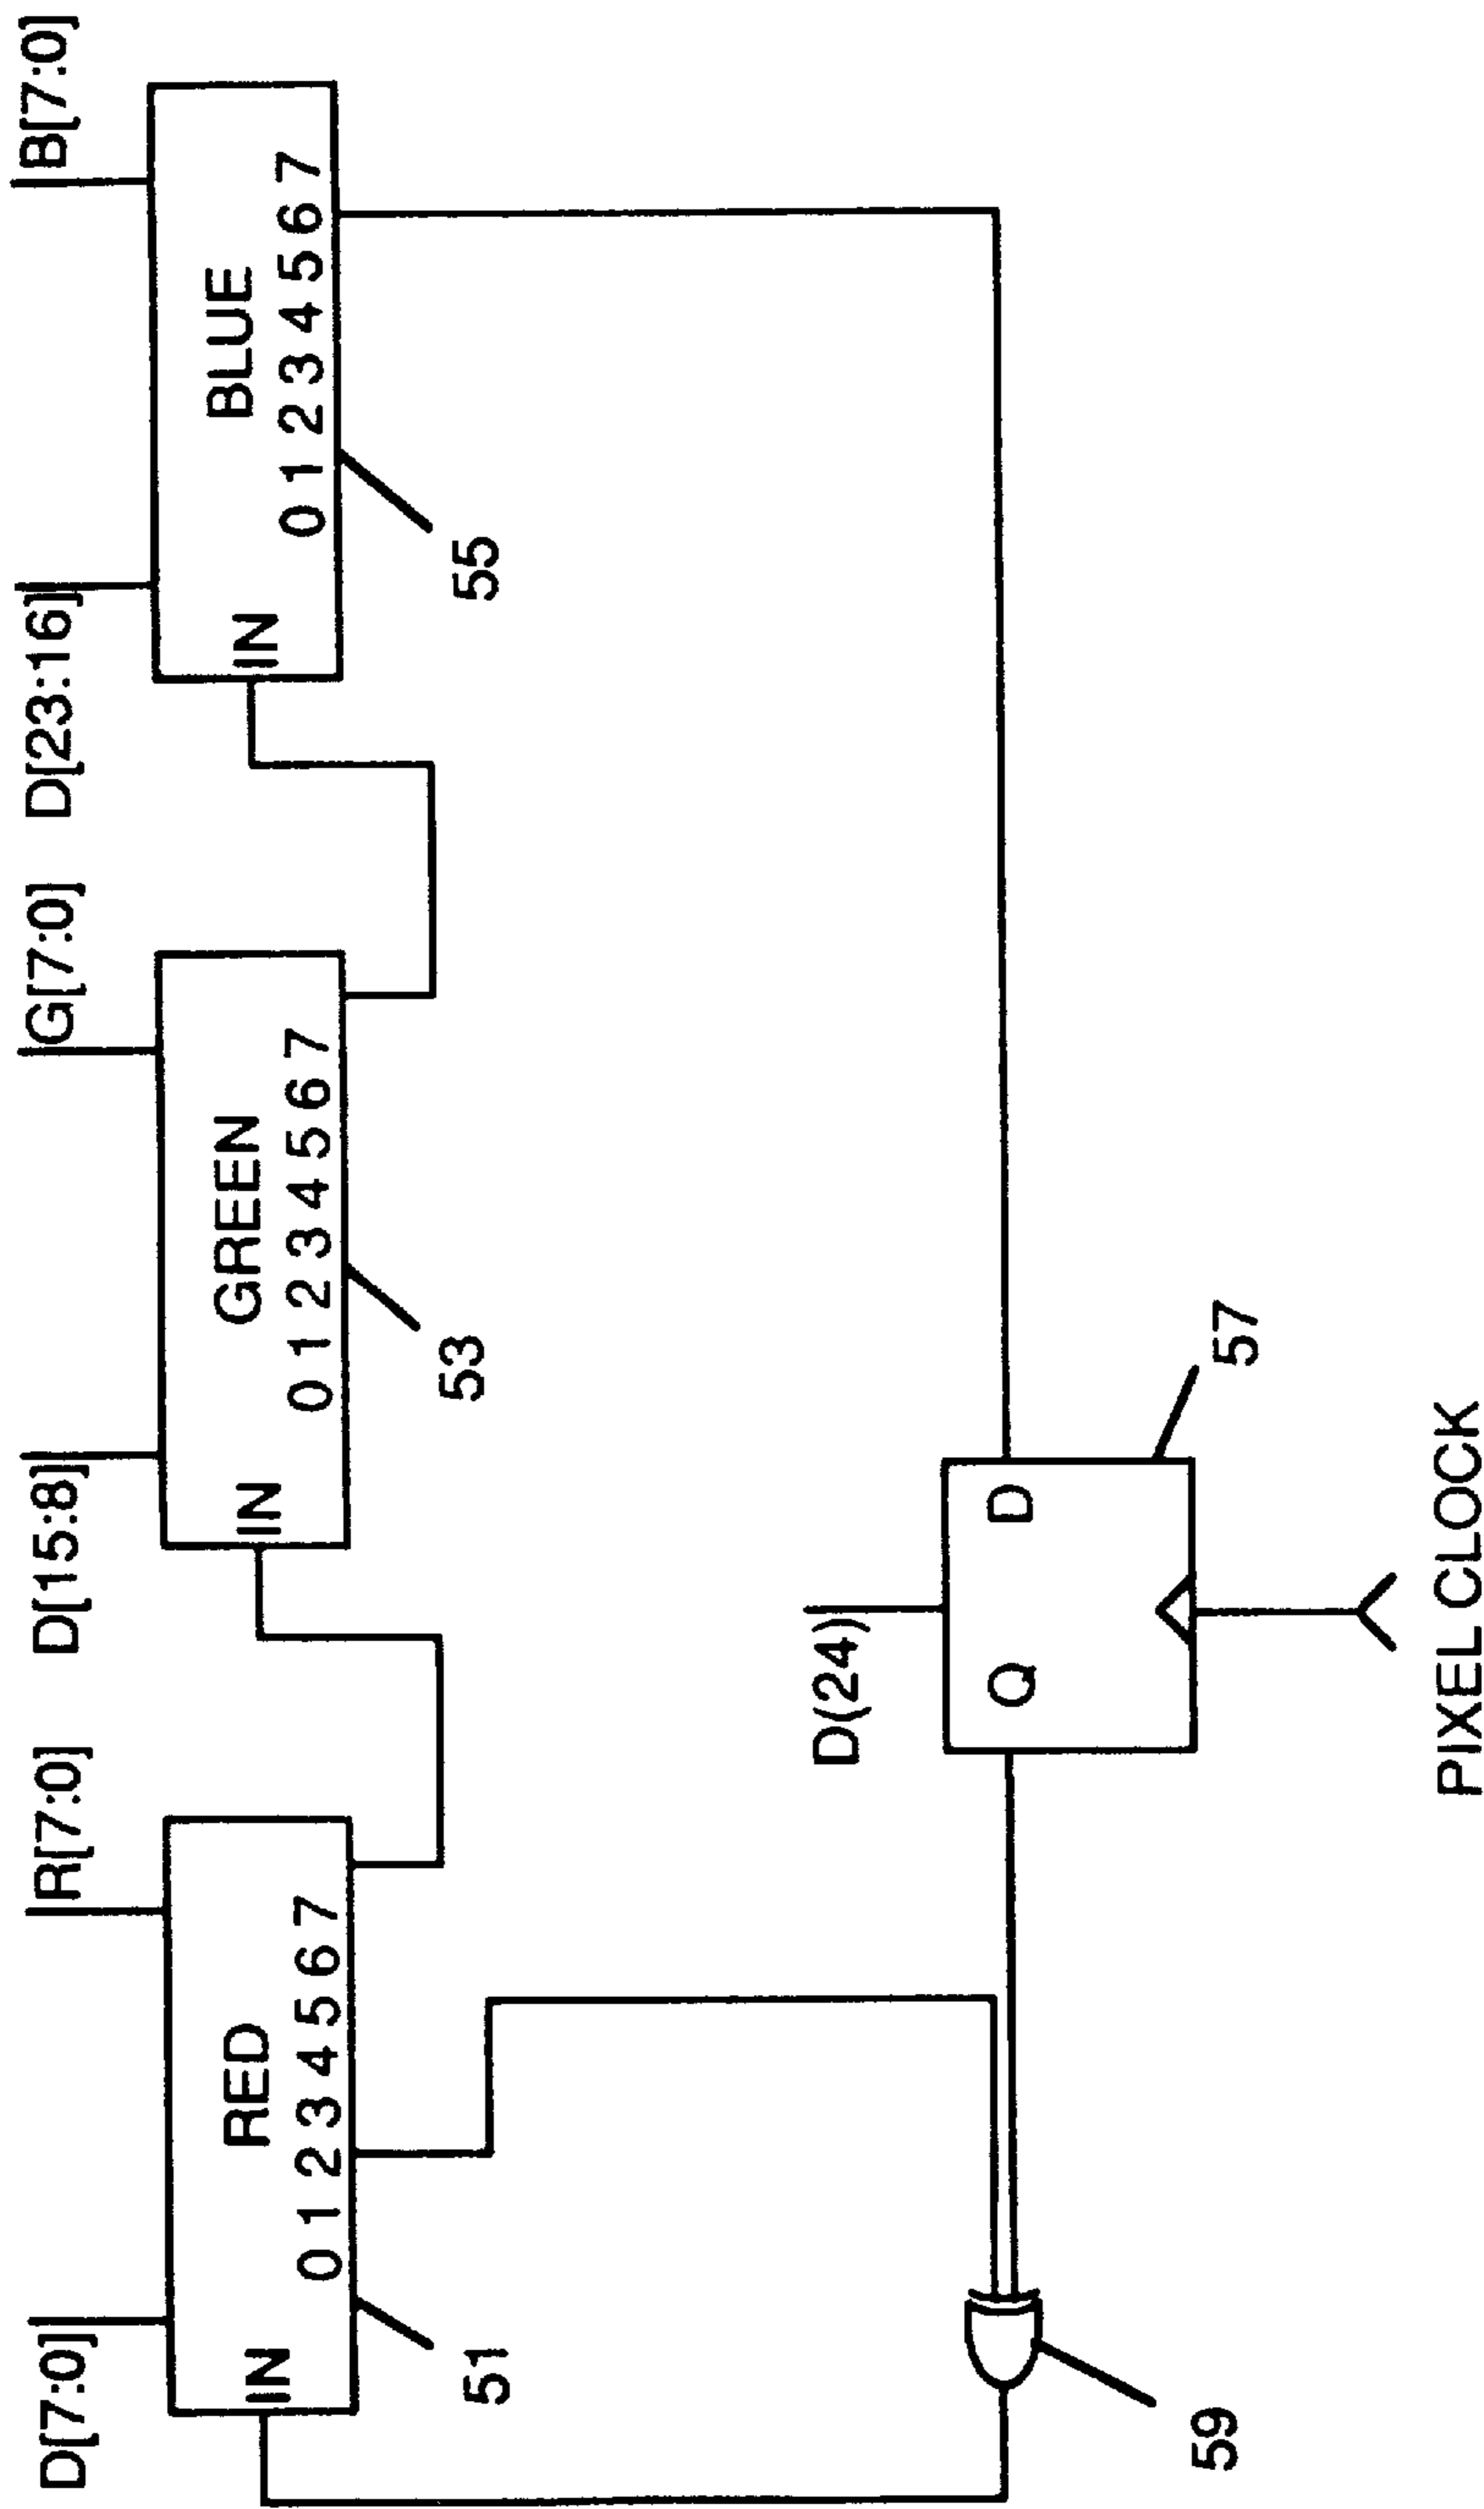 D[7:0] R[7:0] D[15:8] G[7:0] D[23:16] B[7:0]
RED
IN
0 1 2 3 4 5 6 7
51
GREEN
IN
0 1 2 3 4 5 6 7
53
BLUE
IN
0 1 2 3 4 5 6 7
55
D(24)
Q D
57
59
PIXEL CLOCK